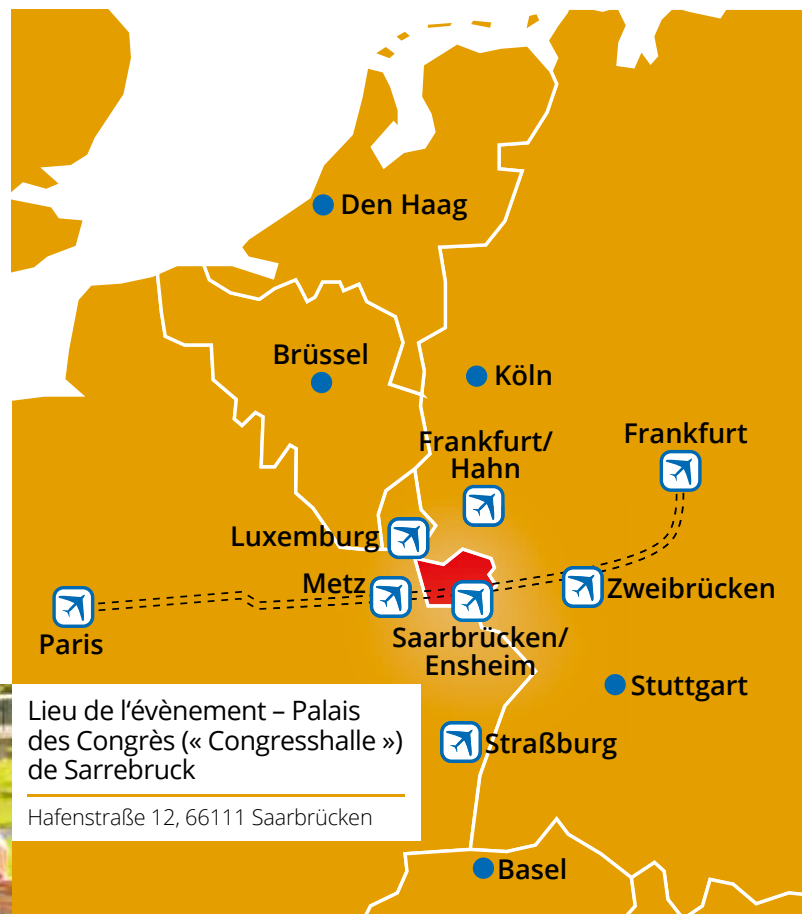 Den Haag
Brüssel
Köln
Frankfurt/
Hahn
Frankfurt
Luxemburg
Metz
Zweibrücken
Paris
Saarbrücken/
Ensheim
Stuttgart
Lieu de l‘évènement – Palais
des Congrès (« Congresshalle »)
de Sarrebruck
Hafenstraße 12, 66111 Saarbrücken
Straßburg
Basel